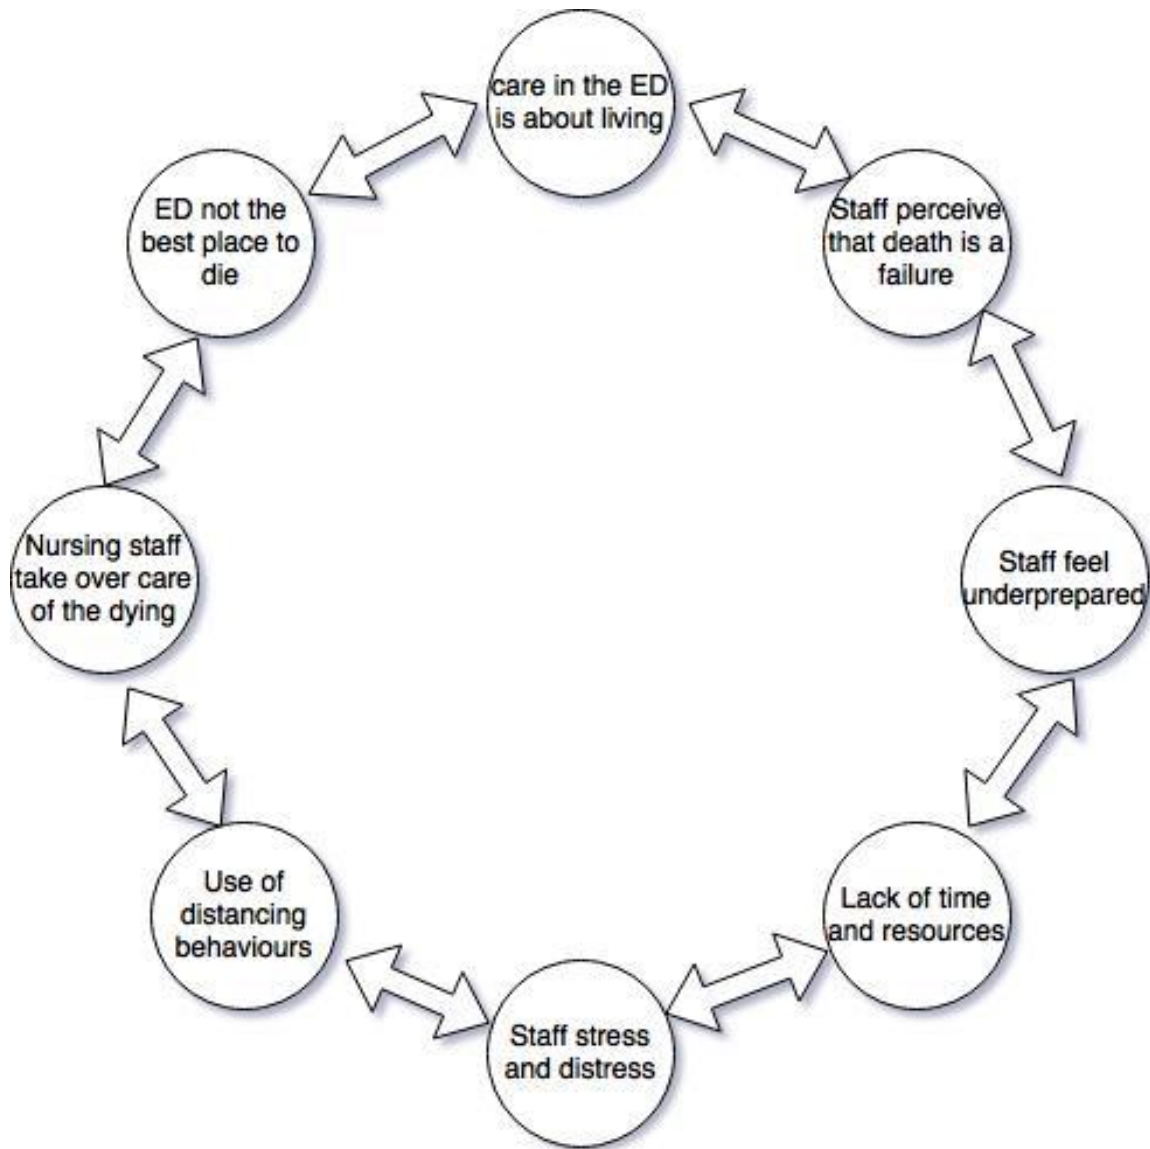 care in the ED
is about living
Staff perceive
that death is a
failure
Staff feel
underprepared
Lack of time
and resources
Staff stress
and distress
Use of
distancing
behaviours
Nursing staff
take over care
of the dying
ED not the
best place to
die